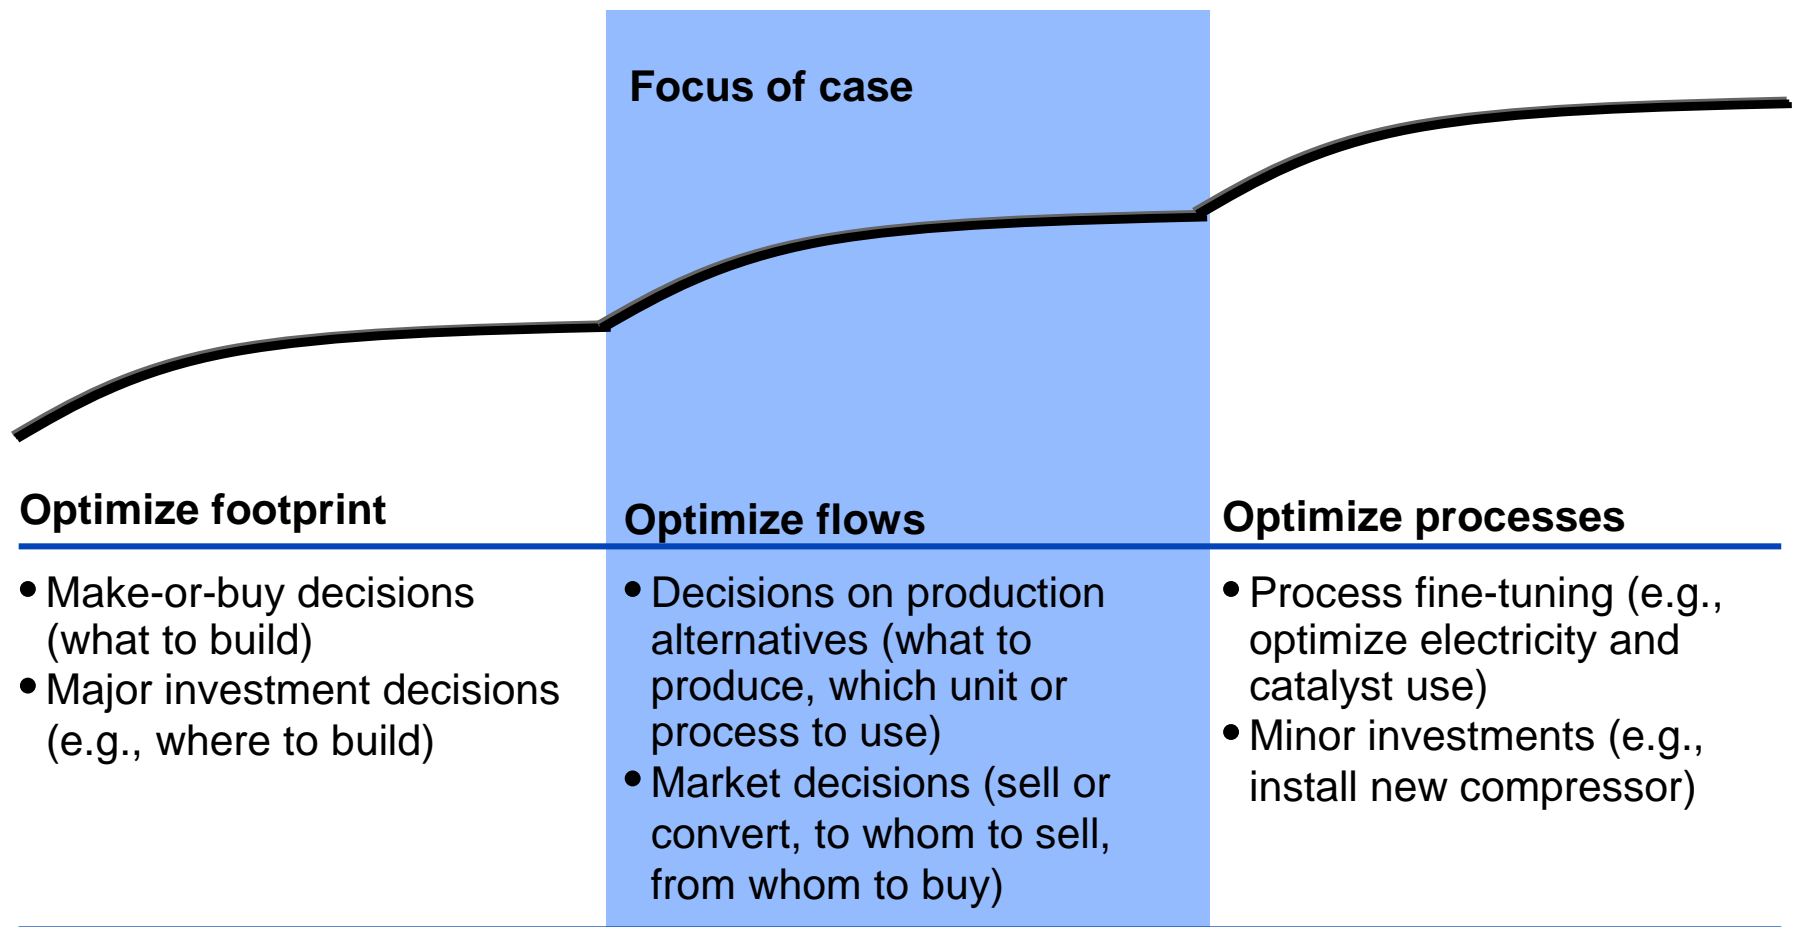 Focus of case
Optimize footprint
• Make-or-buy decisions
(what to build)
• Major investment decisions
(e.g., where to build)
Optimize flows
• Decisions on production
alternatives (what to
produce, which unit or
process to use)
• Market decisions (sell or
convert, to whom to sell,
from whom to buy)
Optimize processes
• Process fine-tuning (e.g.,
optimize electricity and
catalyst use)
• Minor investments (e.g.,
install new compressor)